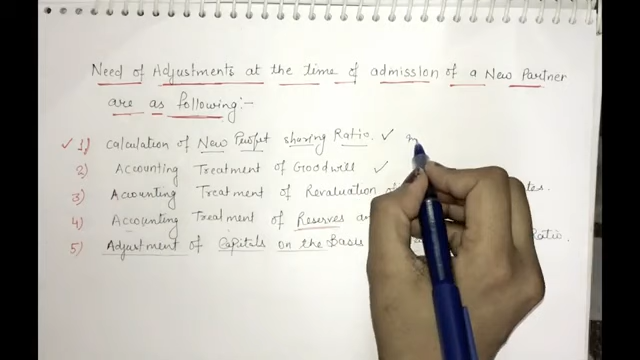 Need of Adjustments at the time of admission of a New Partner
are as following:-
1) calculation of New Profit sharing Ratio.
2) Accounting Treatment of Goodwill
3) Accounting Treatment of Revaluation
4) Accounting Treatment of Reserves
5) Adjustment of Capitals on the Basis Ratio.